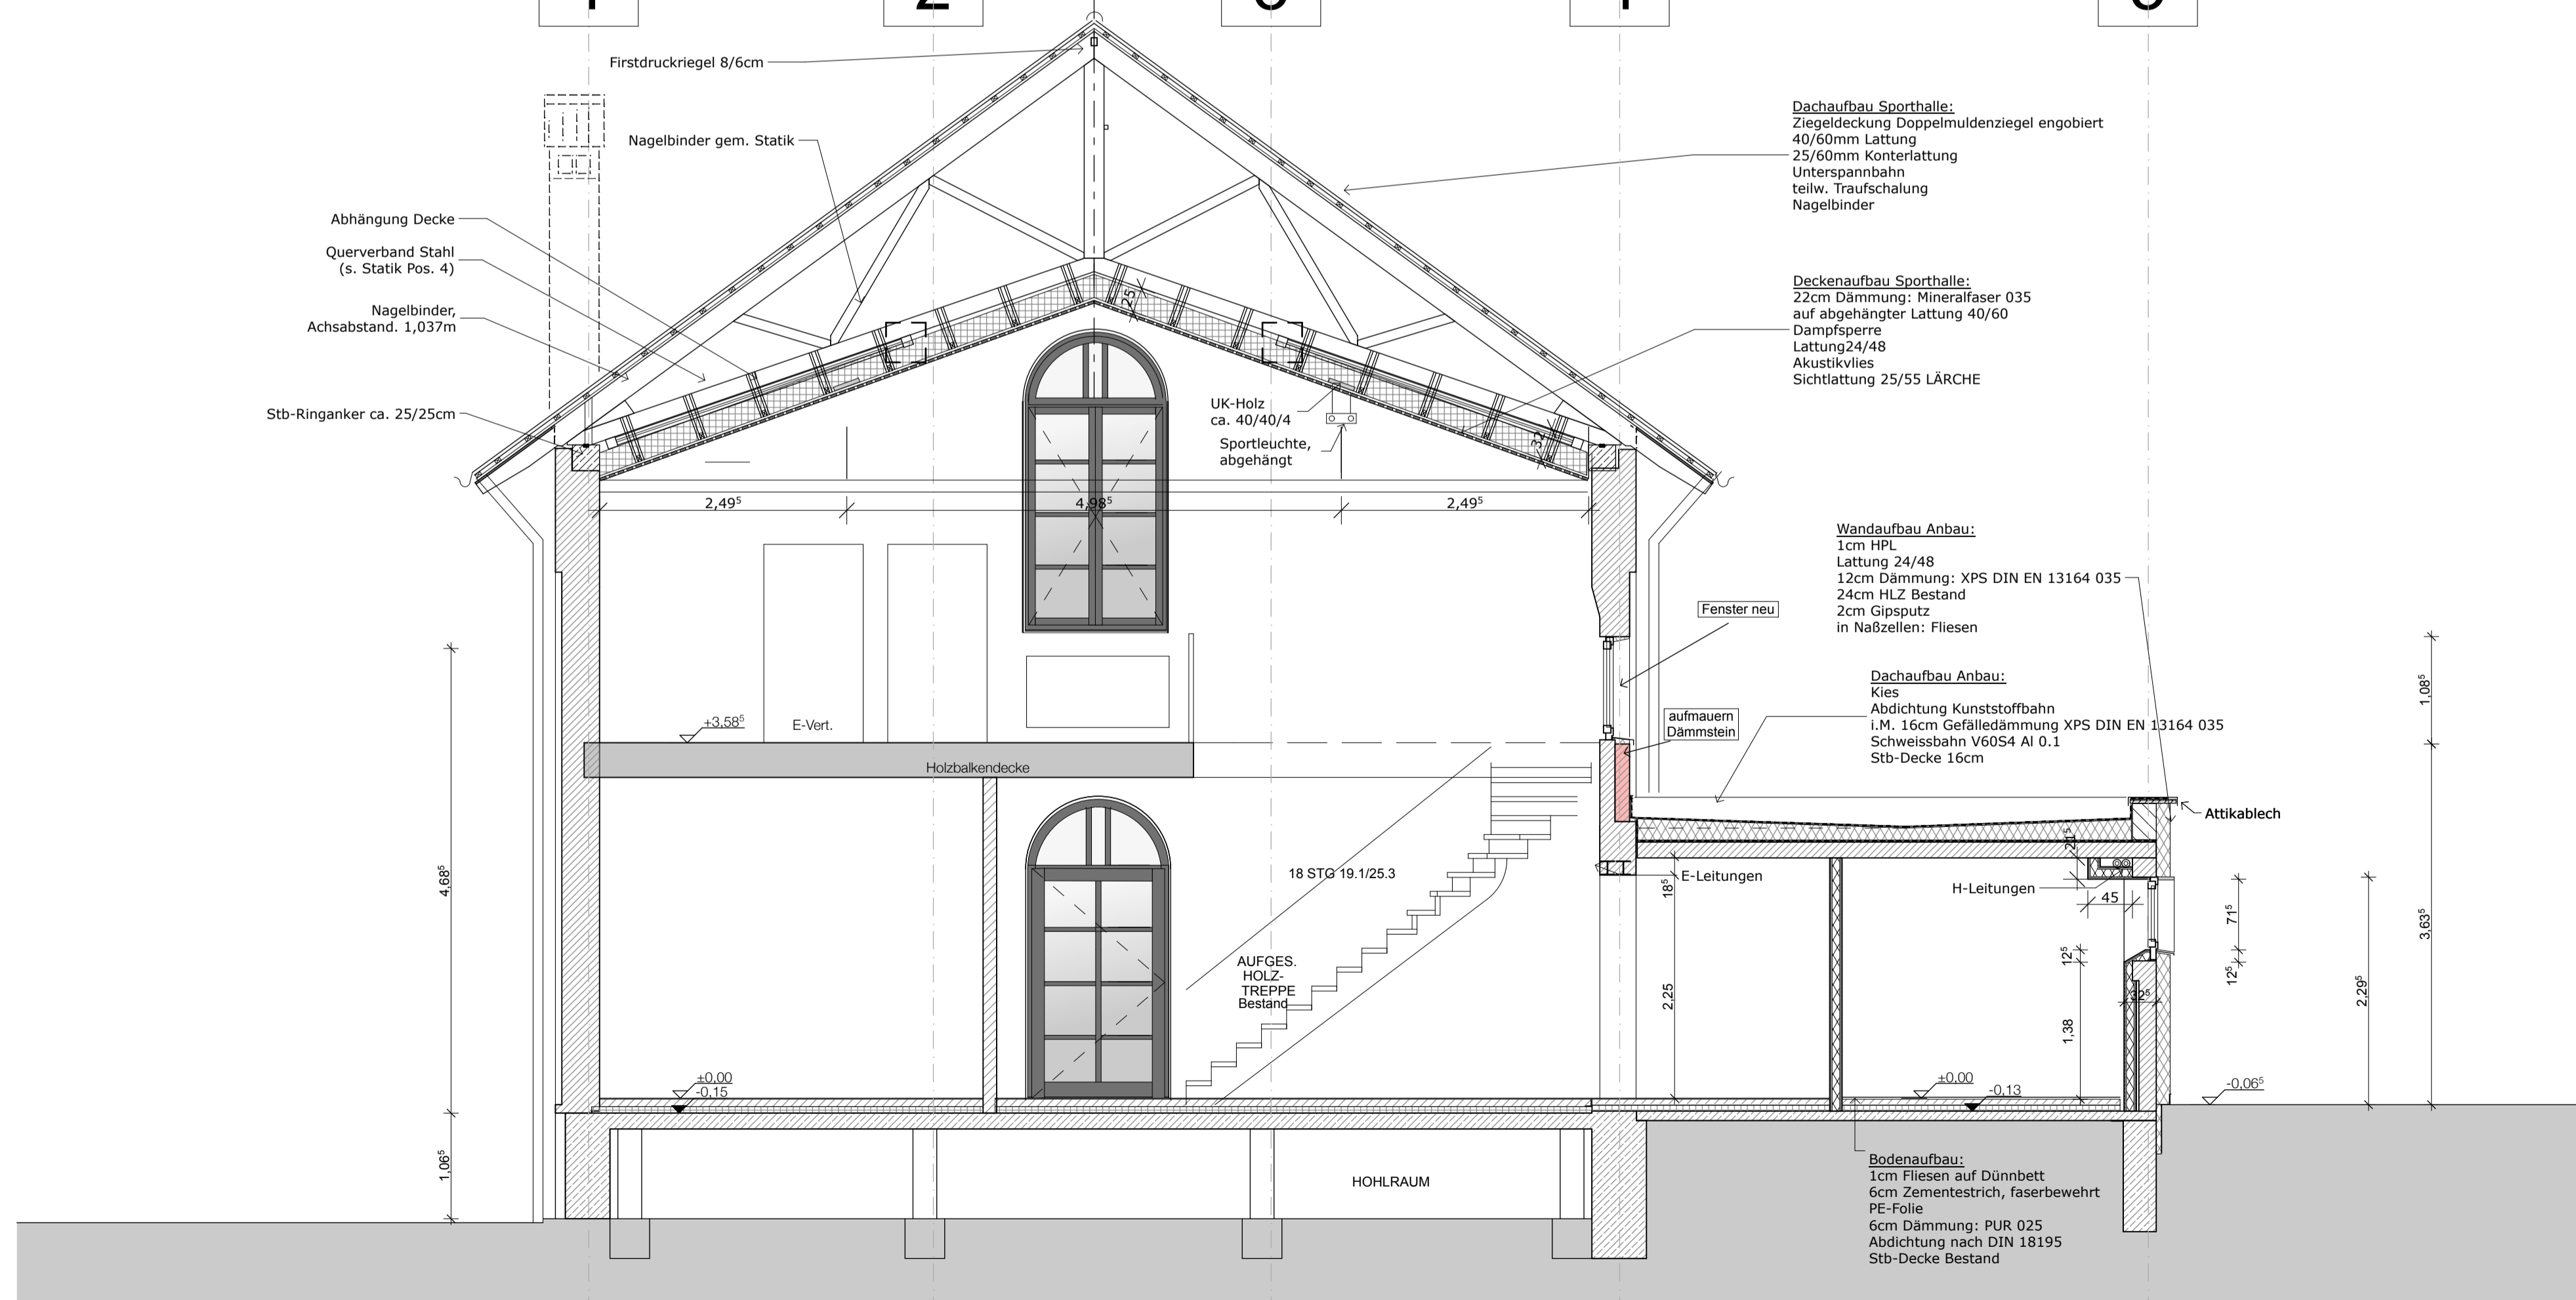 Firstdruckriegel 8/6cm
Nagelbinder gem. Statik
Abhängung Decke
Querverband Stahl
(s. Statik Pos. 4)
Nagelbinder,
Achsabstand. 1,037m
Stb-Ringanker ca. 25/25cm
Dachaufbau Sporthalle:
Ziegeldeckung Doppelmuldenziegel engobiert
40/60mm Lattung
25/60mm Konterlattung
Unterspannbahn
teilw. Traufschalung
Nagelbinder
Deckenaufbau Sporthalle:
22cm Dämmung: Mineralfaser 035
auf abgehängter Lattung 40/60
Dampfsperre
Lattung24/48
Akustikvlies
Sichtlattung 25/55 LÄRCHE
25
32
UK-Holz
ca. 40/40/4
Sportleuchte,
abgehängt
2,49⁵
4,98⁵
2,49⁵
Wandaufbau Anbau:
1cm HPL
Lattung 24/48
12cm Dämmung: XPS DIN EN 13164 035
24cm HLZ Bestand
2cm Gipsputz
in Naßzellen: Fliesen
Fenster neu
aufmauern
Dämmstein
Dachaufbau Anbau:
Kies
Abdichtung Kunststoffbahn
i.M. 16cm Gefälledämmung XPS DIN EN 13164 035
Schweissbahn V60S4 Al 0.1
Stb-Decke 16cm
Attikablech
+3,58⁵
E-Vert.
Holzbalkendecke
18 STG 19.1/25.3
AUFGES.
HOLZ-
TREPPE
Bestand
E-Leitungen
H-Leitungen
21⁵
45
18⁵
2,25
12⁵
1,38
32⁵
71⁵
12⁵
2,29⁵
1,08⁵
3,63⁵
4,68⁵
1,06⁵
±0,00
-0,15
±0,00
-0,13
-0,06⁵
HOHLRAUM
Bodenaufbau:
1cm Fliesen auf Dünnbett
6cm Zementestrich, faserbewehrt
PE-Folie
6cm Dämmung: PUR 025
Abdichtung nach DIN 18195
Stb-Decke Bestand